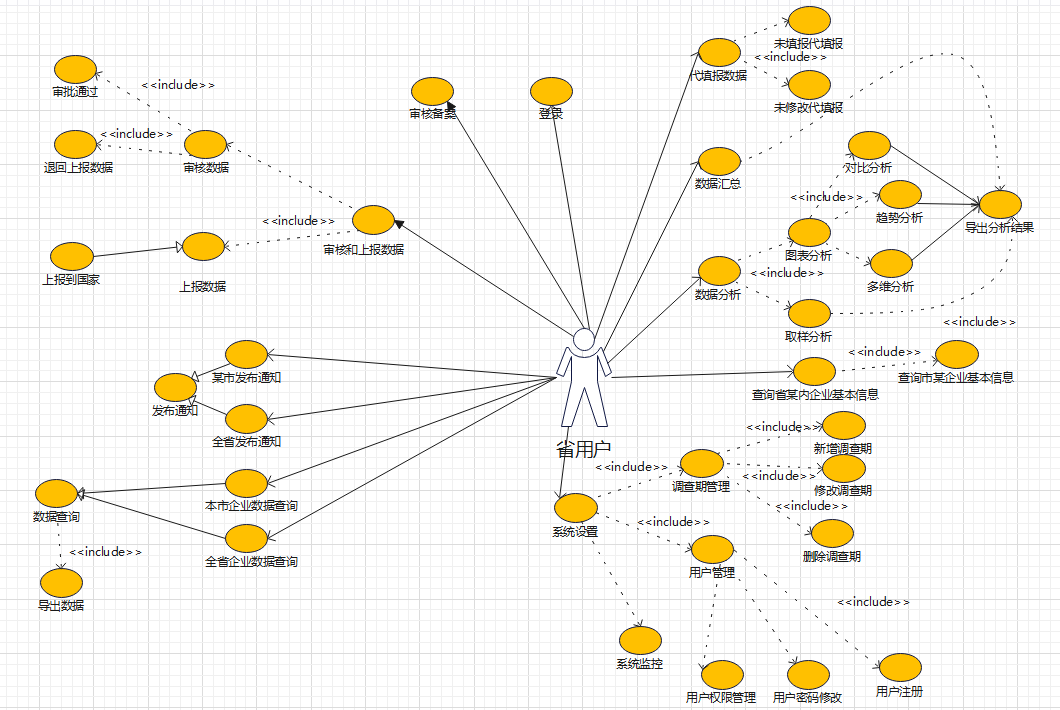 未填报代填报
<<include>>
代填报数据
未修改代填报
审批通过
<<include>>
审核备案
登录
<<include>>
退回上报数据
审核数据
数据汇总
对比分析
<<include>>
趋势分析
导出分析结果
<<include>>
审核和上报数据
图表分析
<<include>>
多维分析
数据分析
上报到国家
上报数据
取样分析
<<include>>
<<include>>
某市发布通知
发布通知
查询省某内企业基本信息
查询市某企业基本信息
全省发布通知
省用户
<<include>>
新增调查期
<<include>>
调查期管理
<<include>>
修改调查期
本市企业数据查询
数据查询
<<include>>
系统设置
<<include>>
删除调查期
<<include>>
全省企业数据查询
用户管理
导出数据
<<include>>
系统监控
用户权限管理
用户密码修改
用户注册